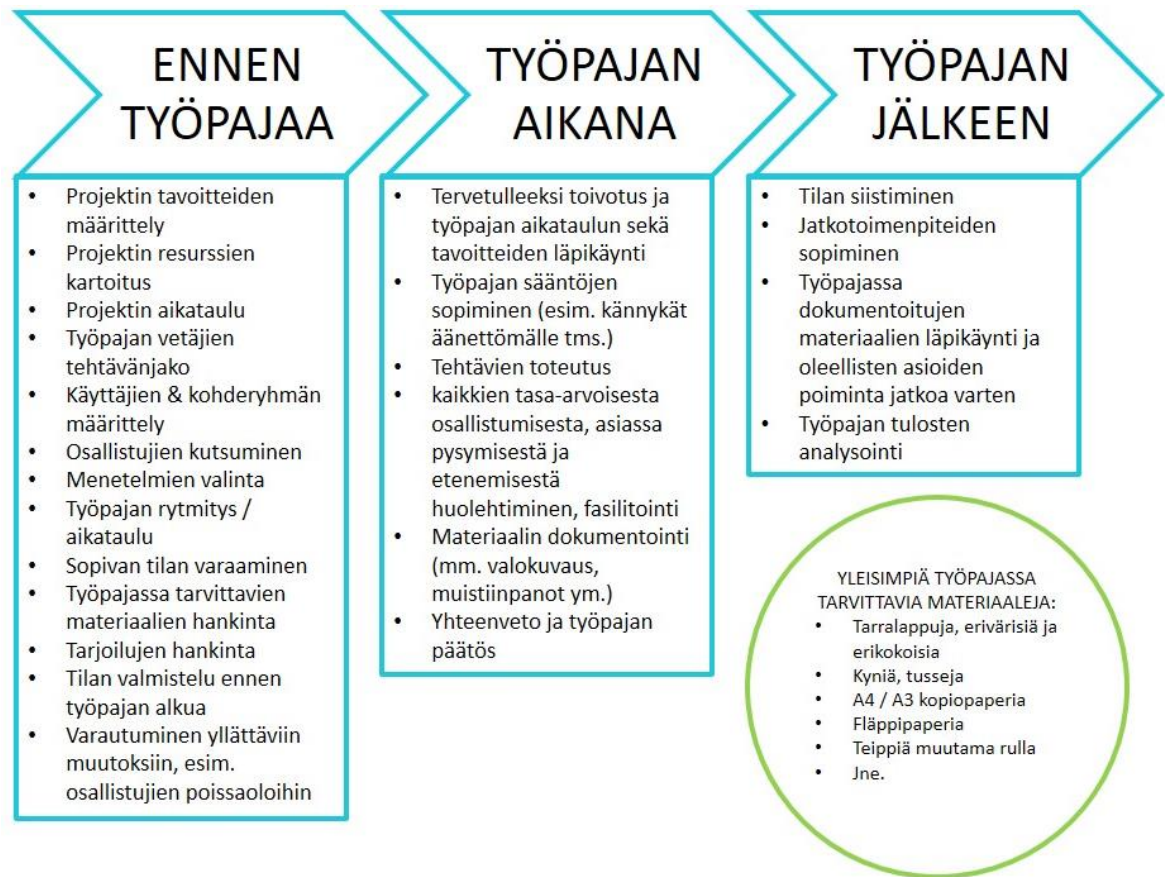 ENNEN
TYÖPAJAA
• Projektin tavoitteiden
määrittely
• Projektin resurssien
kartoitus
• Projektin aikataulu
• Työpajan vetäjien
tehtävänjako
• Käyttäjien & kohderyhmän
määrittely
• Osallistujien kutsuminen
• Menetelmien valinta
• Työpajan rytmitys /
aikataulu
• Sopivan tilan varaaminen
• Työpajassa tarvittavien
materiaalien hankinta
• Tarjoilujen hankinta
• Tilan valmistelu ennen
työpajan alkua
• Varautuminen yllättäviin
muutoksiin, esim.
osallistujien poissaoloihin
TYÖPAJAN
AIKANA
• Tervetulleeksi toivotus ja
työpajan aikataulun sekä
tavoitteiden läpikäynti
• Työpajan sääntöjen
sopiminen (esim. kännykät
äänettömälle tms.)
• Tehtävien toteutus
• kaikkien tasa-arvoisesta
osallistumisesta, asiassa
pysymisestä ja
etenemisestä
huolehtiminen, fasilitointi
• Materiaalin dokumentointi
(mm. valokuvaus,
muistiinpanot ym.)
• Yhteenveto ja työpajan
päätös
TYÖPAJAN
JÄLKEEN
• Tilan siistiminen
• Jatkotoimenpiteiden
sopiminen
• Työpajassa
dokumentoitujen
materiaalien läpikäynti ja
oleellisten asioiden
poiminta jatkoa varten
• Työpajan tulosten
analysointi
YLEISIMPIÄ TYÖPAJASSA
TARVITTAVIA MATERIAALEJA:
• Tarralappuja, erivärisiä ja
erikokoisia
• Kyniä, tusseja
• A4 / A3 kopiopaperia
• Fläppipaperia
• Teippiä muutama rulla
• Jne.